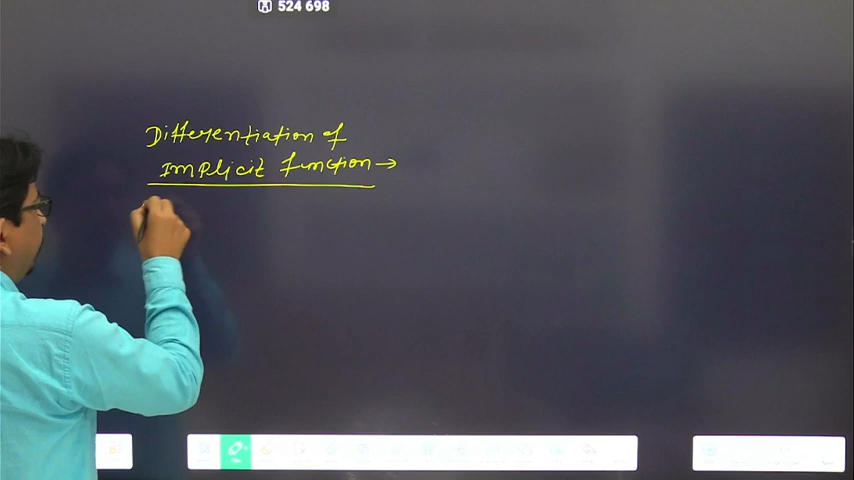 524 698
Differentiation of
Implicit function →